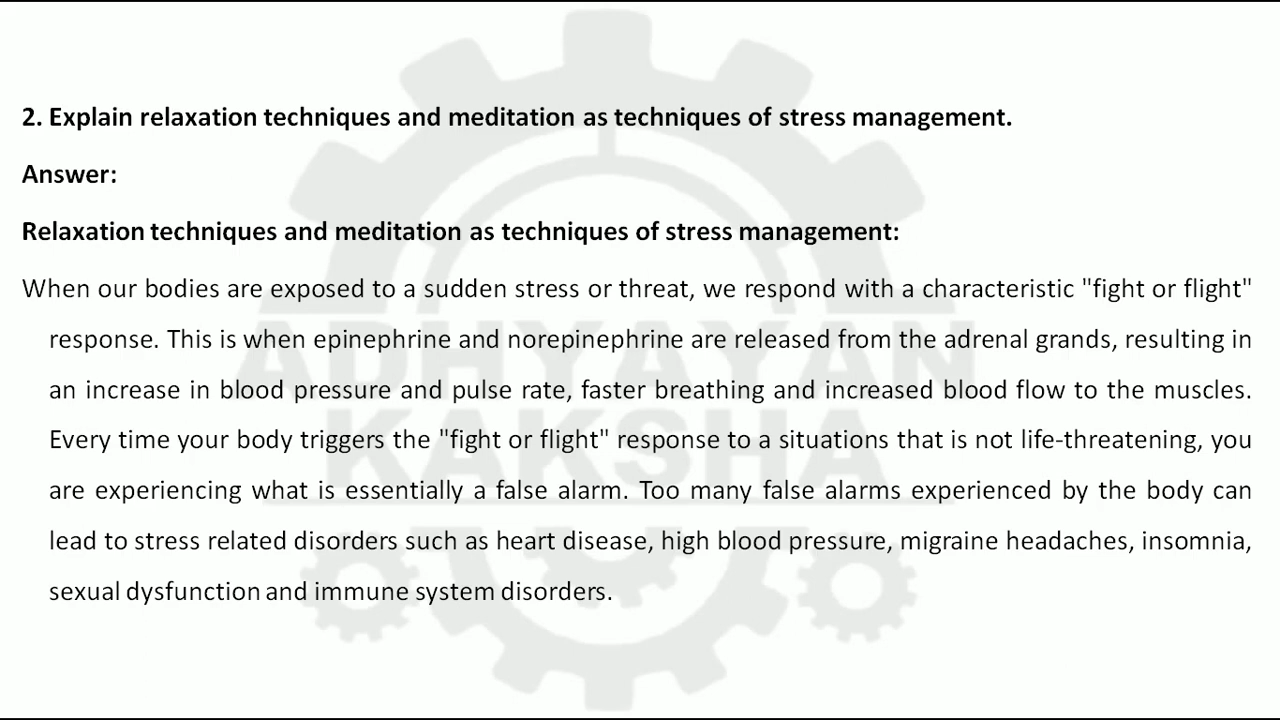 2. Explain relaxation techniques and meditation as techniques of stress management.
Answer:
Relaxation techniques and meditation as techniques of stress management:
When our bodies are exposed to a sudden stress or threat, we respond with a characteristic "fight or flight"
response. This is when epinephrine and norepinephrine are released from the adrenal grands, resulting in
an increase in blood pressure and pulse rate, faster breathing and increased blood flow to the muscles.
Every time your body triggers the "fight or flight" response to a situations that is not life-threatening, you
are experiencing what is essentially a false alarm. Too many false alarms experienced by the body can
lead to stress related disorders such as heart disease, high blood pressure, migraine headaches, insomnia,
sexual dysfunction and immune system disorders.
ADHYAYAN
KAKSHA